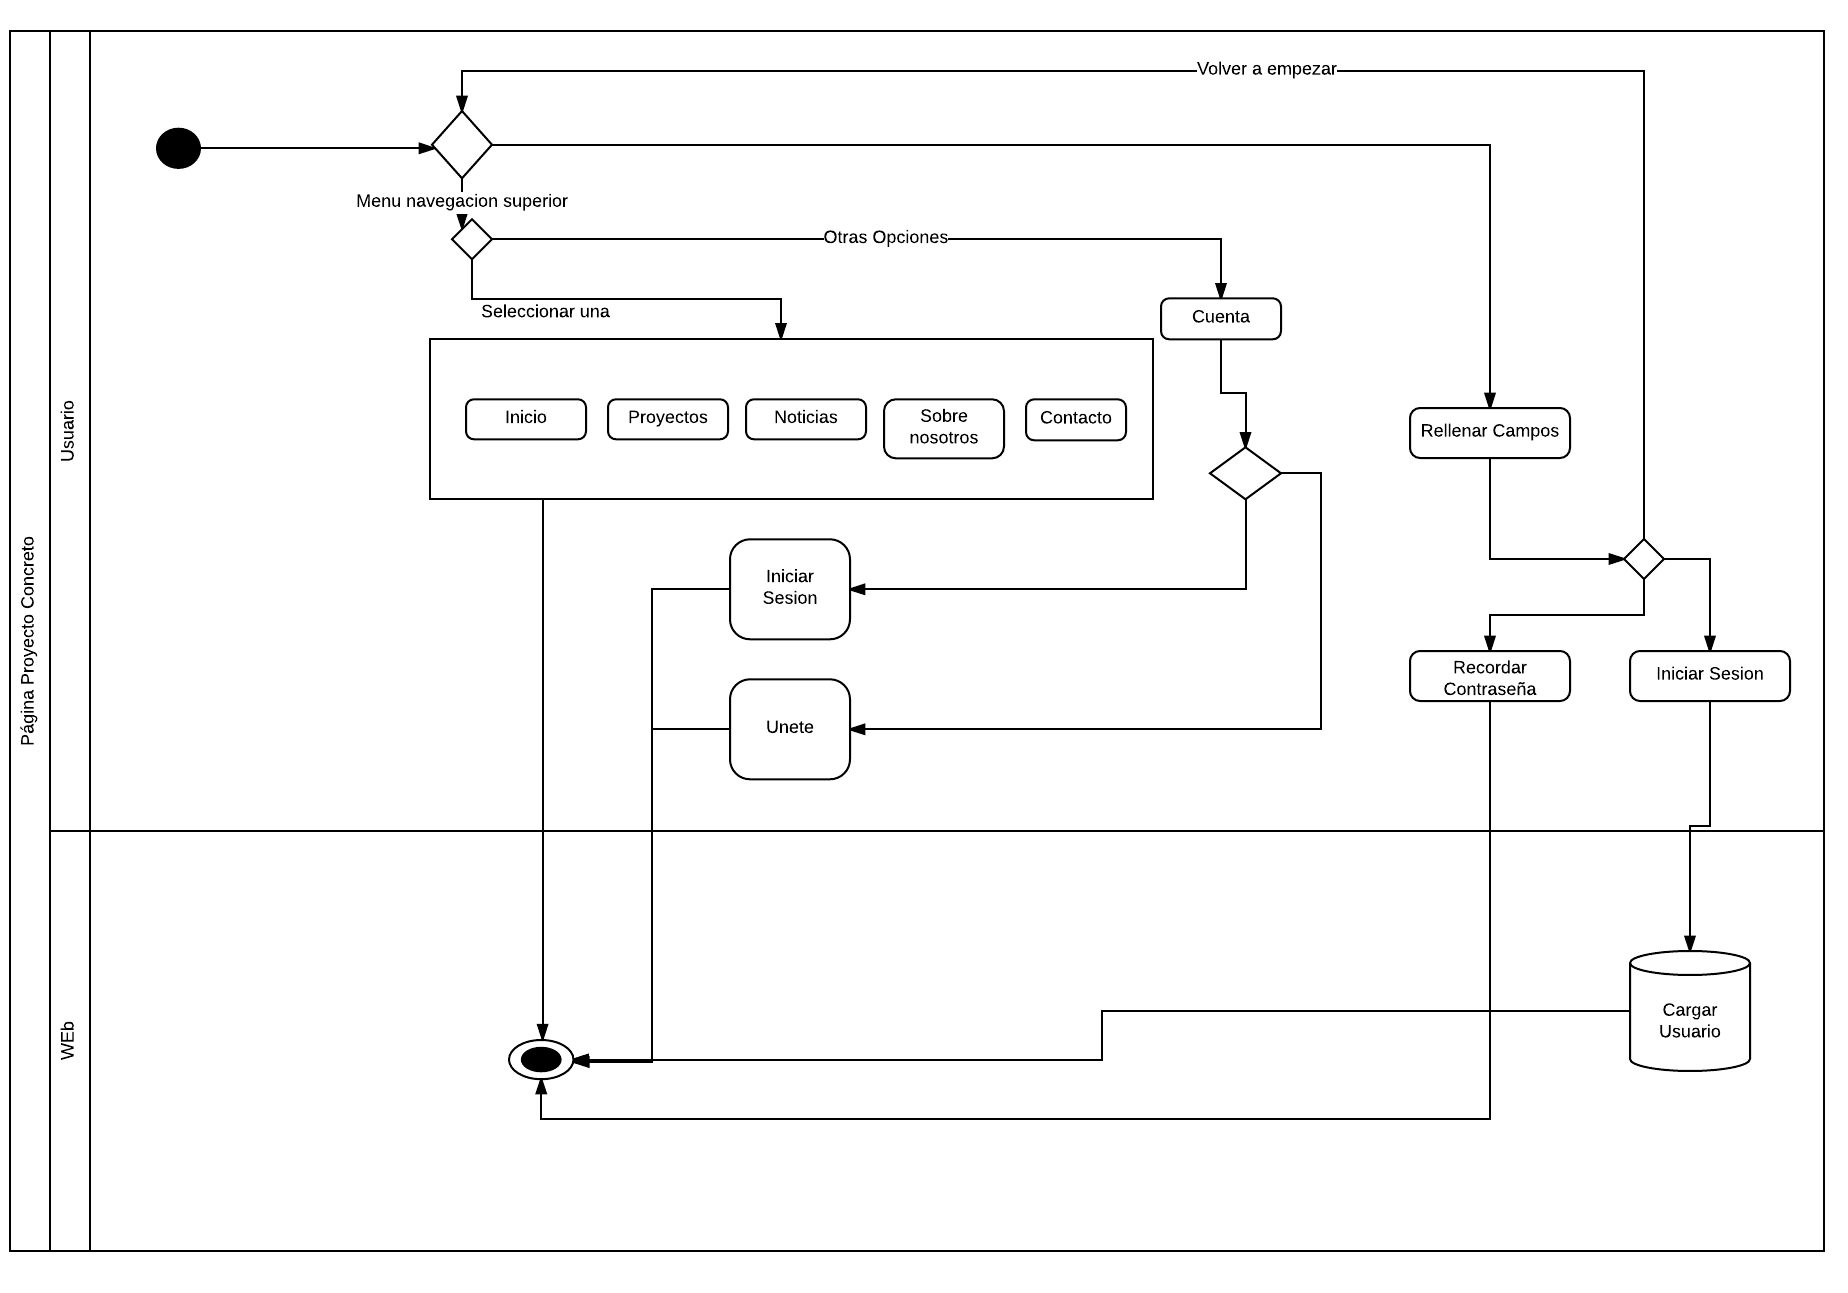 Volver a empezar
Menu navegacion superior
Otras Opciones
Seleccionar una
Cuenta
Inicio
Proyectos
Noticias
Sobre
nosotros
Contacto
Rellenar Campos
Usuario
Página Proyecto Concreto
Iniciar
Sesion
Unete
Recordar
Contraseña
Iniciar Sesion
WEb
Cargar
Usuario